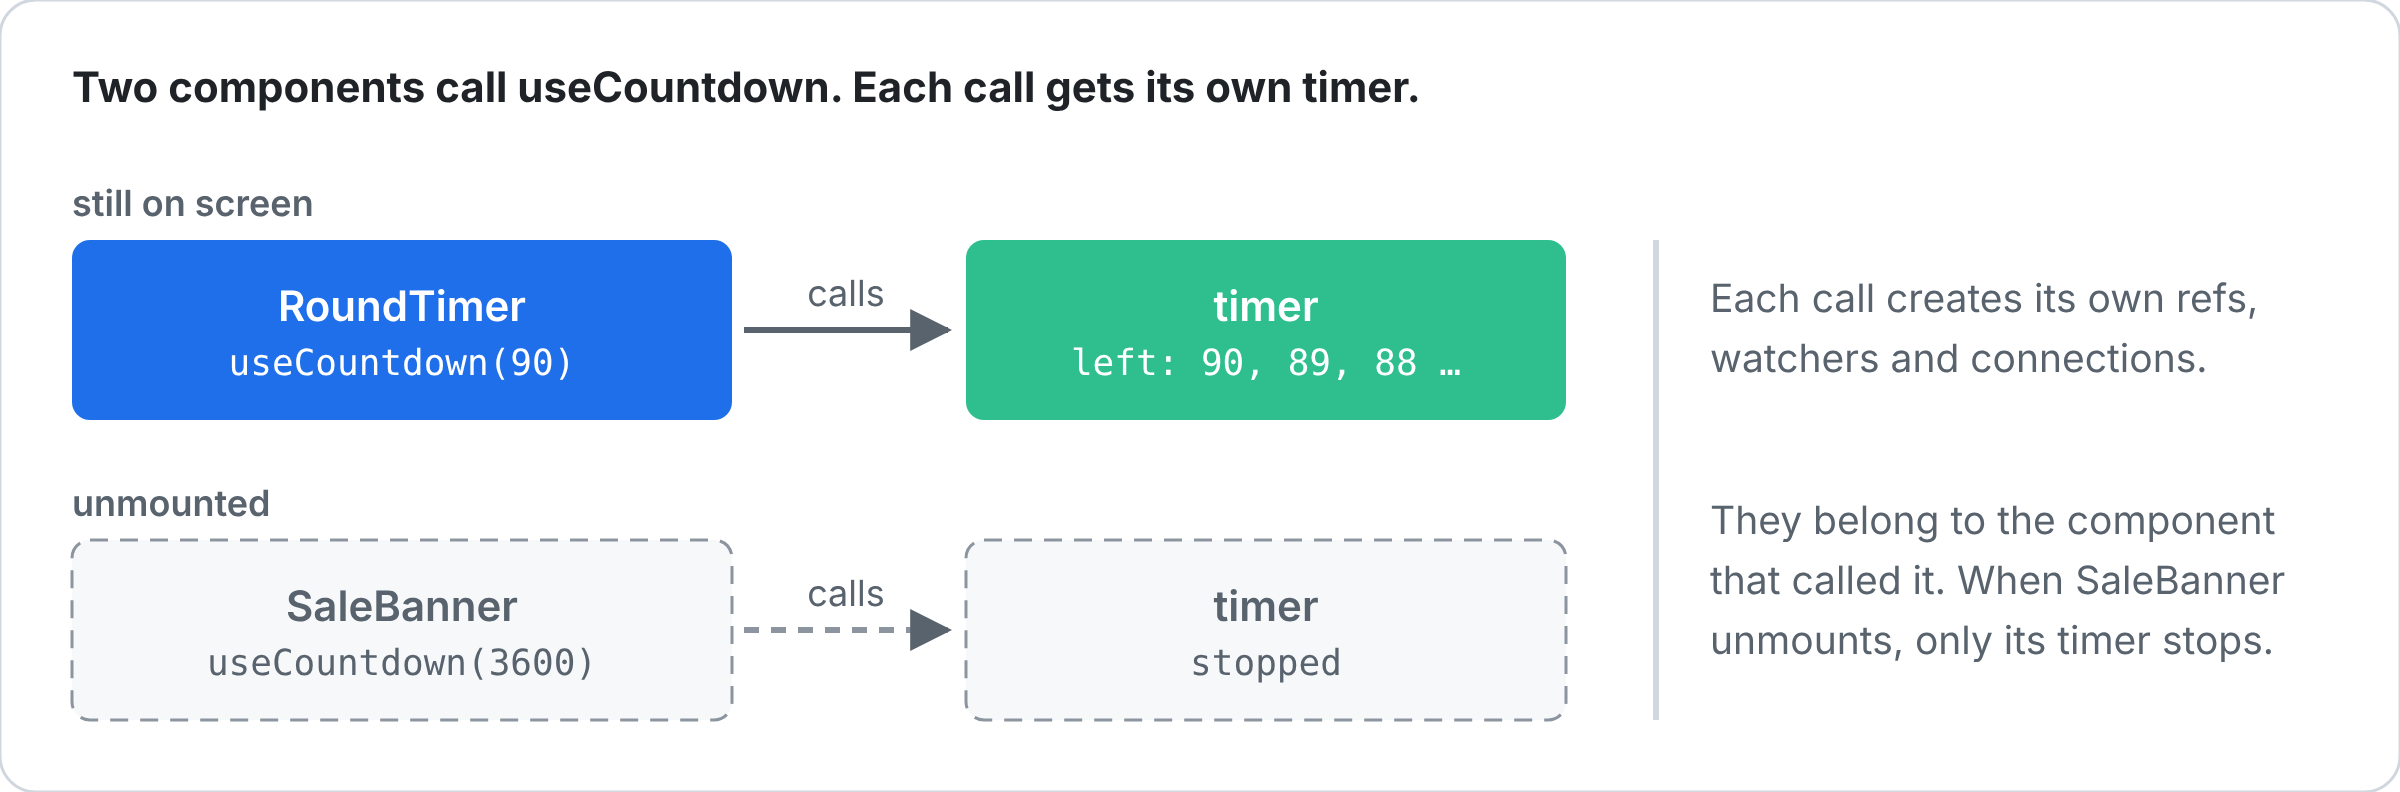 Two components call useCountdown. Each call gets its own timer.
still on screen
RoundTimer
useCountdown(90)
calls
timer
left: 90, 89, 88 …
Each call creates its own refs,
watchers and connections.
unmounted
SaleBanner
useCountdown(3600)
calls
timer
stopped
They belong to the component
that called it. When SaleBanner
unmounts, only its timer stops.